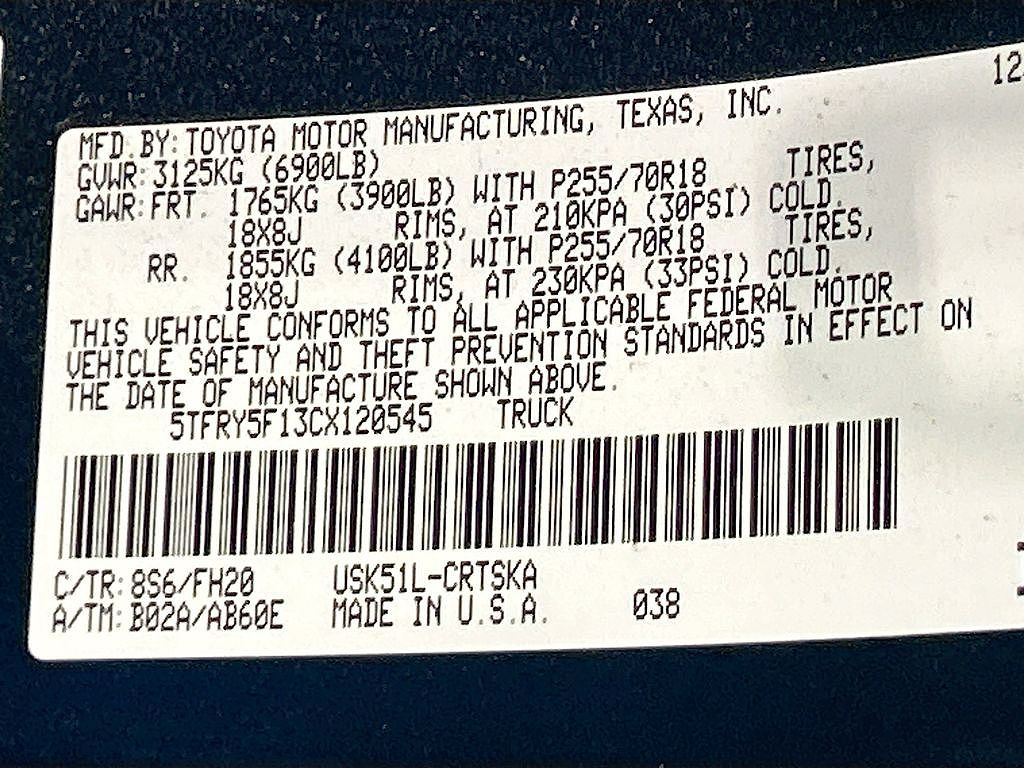 12
MFD.BY:TOYOTA MOTOR MANUFACTURING, TEXAS, INC.
GVWR:3125KG (6900LB)
GAWR:FRT. 1765KG (3900LB) WITH P255/70R18 TIRES,
18X8J RIMS, AT 210KPA (30PSI) COLD.
RR. 1855KG (4100LB) WITH P255/70R18 TIRES,
18X8J RIMS, AT 230KPA (33PSI) COLD.
THIS VEHICLE CONFORMS TO ALL APPLICABLE FEDERAL MOTOR
VEHICLE SAFETY AND THEFT PREVENTION STANDARDS IN EFFECT ON
THE DATE OF MANUFACTURE SHOWN ABOVE.
5TFRY5F13CX120545 TRUCK
C/TR:8S6/FH20 USK51L-CRTSKA
A/TM:B02A/AB60E MADE IN U.S.A. 038